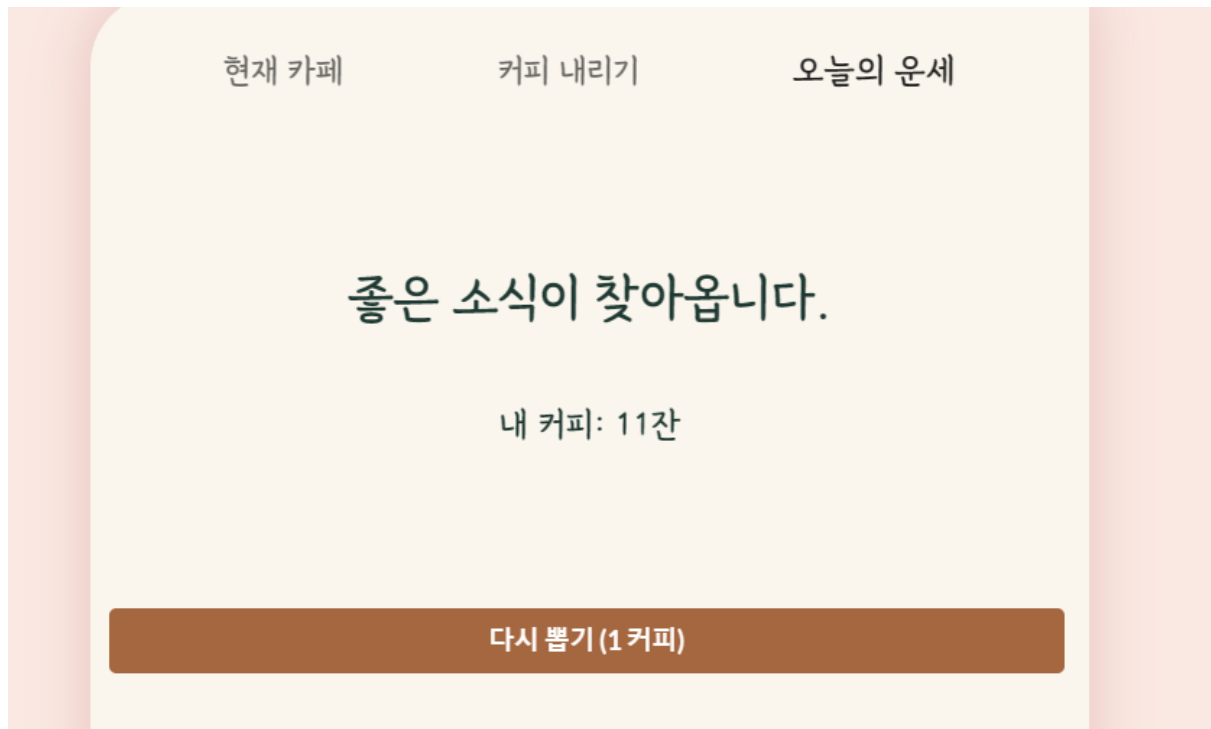 현재 카페 커피 내리기 오늘의 운세
좋은 소식이 찾아옵니다.
내 커피: 11잔
다시 뽑기 (1 커피)